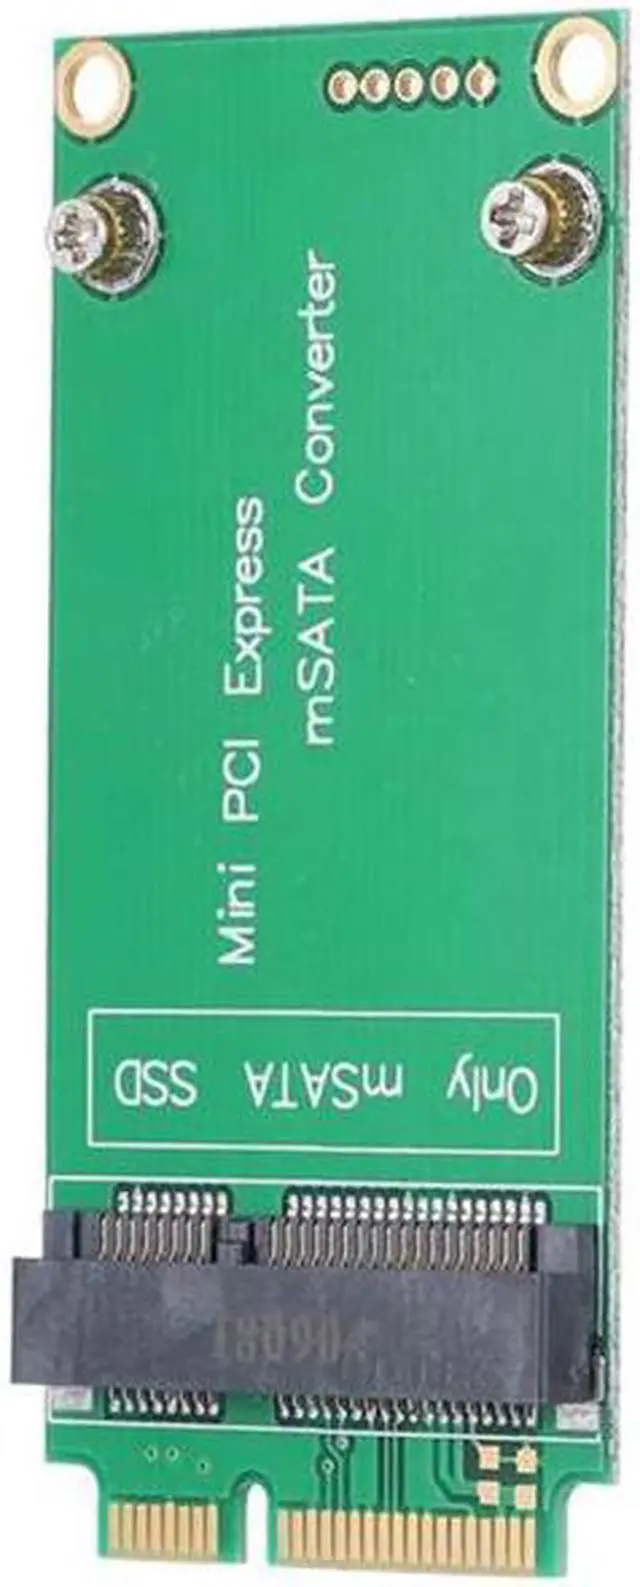 Mini PCI Express
mSATA Converter
Only mSATA SSD